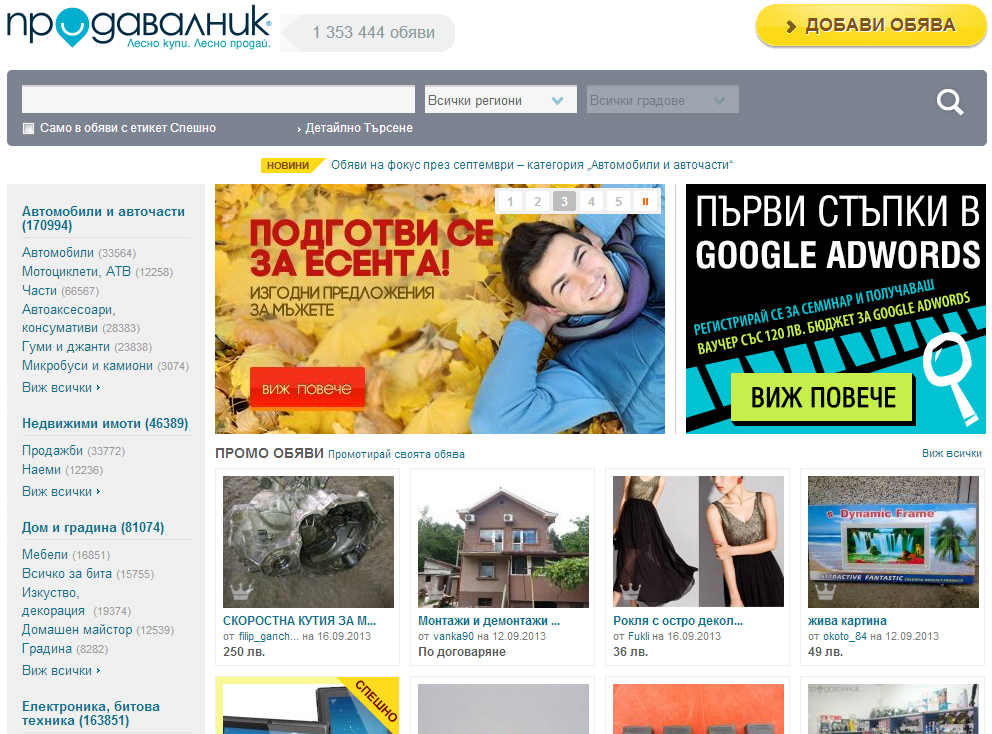 продавалник®
Лесно купи. Лесно продай.
1 353 444 обяви
ДОБАВИ ОБЯВА
Всички региони
Всички градове
Само в обяви с етикет Спешно
Детайлно Търсене
НОВИНИ
Обяви на фокус през септември – категория „Автомобили и авточасти“
Автомобили и авточасти
(170994)
Автомобили (33564)
Мотоциклети, АТВ (12258)
Части (66567)
Автоаксесоари,
консумативи (28383)
Гуми и джанти (23838)
Микробуси и камиони (3074)
Виж всички
Недвижими имоти (46389)
Продажби (33772)
Наеми (12236)
Виж всички
Дом и градина (81074)
Мебели (16851)
Всичко за бита (15755)
Изкуство,
декорация (19374)
Домашен майстор (12539)
Градина (8282)
Виж всички
Електроника, битова
техника (163851)
1 2 3 4 5
ПОДГОТВИ СЕ
ЗА ЕСЕНТА!
ИЗГОДНИ ПРЕДЛОЖЕНИЯ
ЗА МЪЖЕТЕ
ВИЖ ПОВЕЧЕ
ПЪРВИ СТЪПКИ В
GOOGLE ADWORDS
РЕГИСТРИРАЙ СЕ ЗА СЕМИНАР И ПОЛУЧАВАШ
ВАУЧЕР СЪС 120 ЛВ. БЮДЖЕТ ЗА GOOGLE ADWORDS
ВИЖ ПОВЕЧЕ
ПРОМО ОБЯВИ Промотирай своята обява
Виж всички
СКОРОСТНА КУТИЯ ЗА М...
от filip_ganch... на 16.09.2013
250 лв.
Монтажи и демонтажи ...
от vanka90 на 12.09.2013
По договаряне
Рокля с остро декол...
от Fukli на 16.09.2013
36 лв.
Dynamic Frame
ATTRACTIVE FANTASTIC
жива картина
от okoto_84 на 12.09.2013
49 лв.
СПЕШНО
продавалник